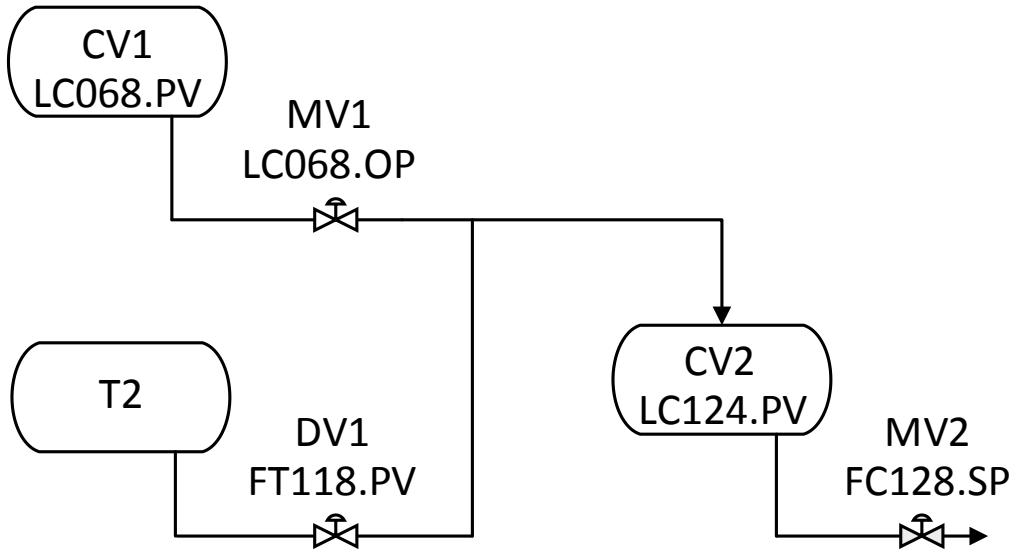 CV1
LC068.PV
MV1
LC068.OP
T2
DV1
FT118.PV
CV2
LC124.PV
MV2
FC128.SP